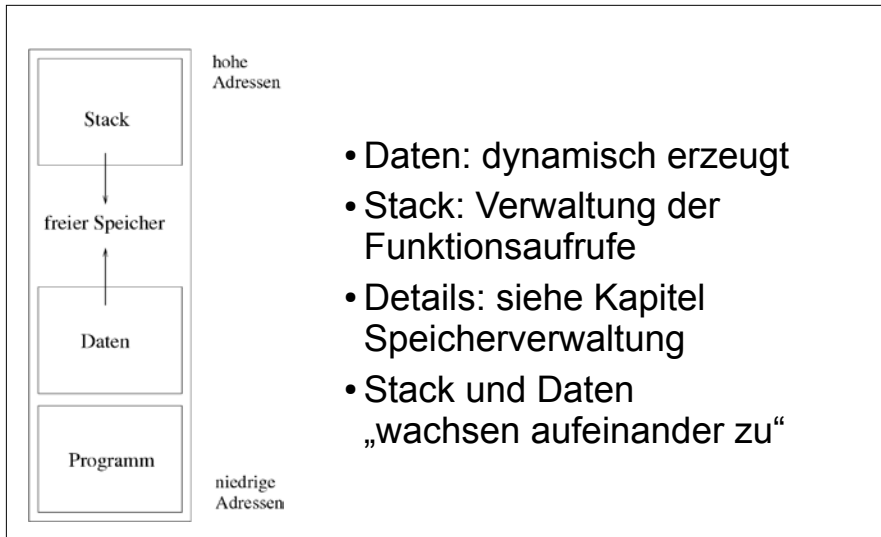 hohe
Adressen
Stack
freier Speicher
Daten
Programm
niedrige
Adressen
• Daten: dynamisch erzeugt
• Stack: Verwaltung der
Funktionsaufrufe
• Details: siehe Kapitel
Speicherverwaltung
• Stack und Daten
„wachsen aufeinander zu“